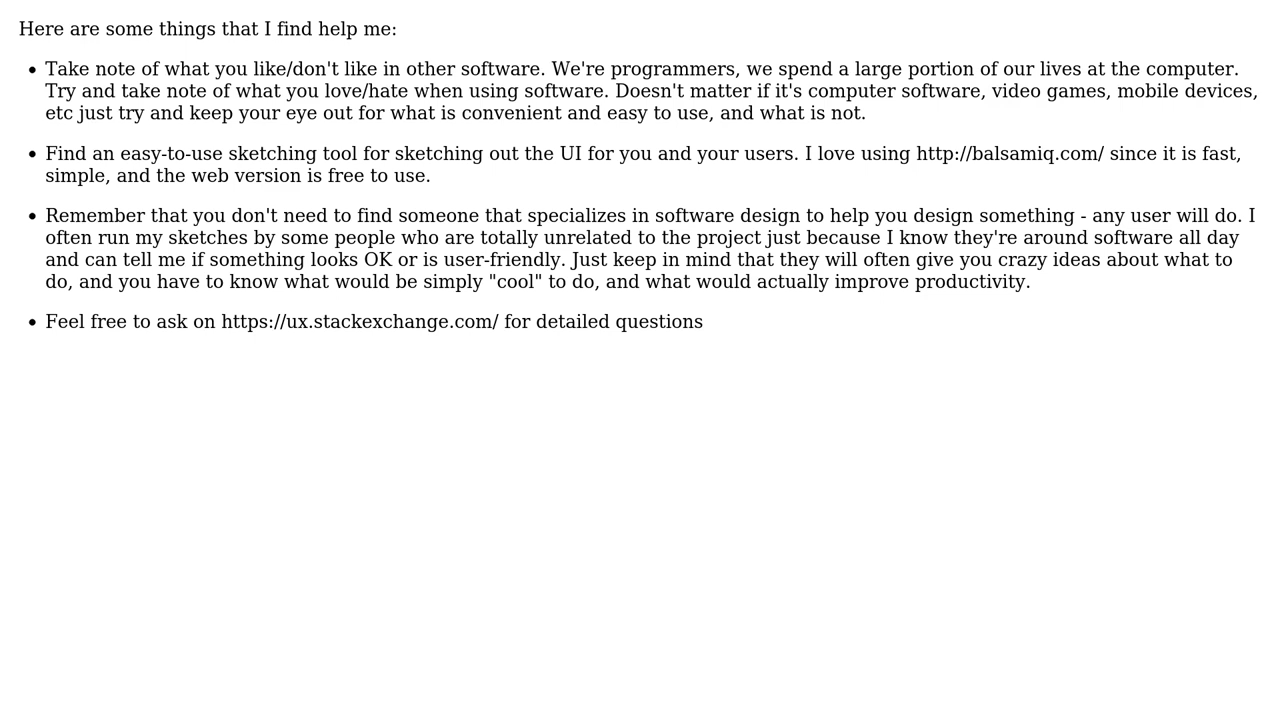 Here are some things that I find help me:
• Take note of what you like/don't like in other software. We're programmers, we spend a large portion of our lives at the computer.
Try and take note of what you love/hate when using software. Doesn't matter if it's computer software, video games, mobile devices,
etc just try and keep your eye out for what is convenient and easy to use, and what is not.
• Find an easy-to-use sketching tool for sketching out the UI for you and your users. I love using http://balsamiq.com/ since it is fast,
simple, and the web version is free to use.
• Remember that you don't need to find someone that specializes in software design to help you design something - any user will do. I
often run my sketches by some people who are totally unrelated to the project just because I know they're around software all day
and can tell me if something looks OK or is user-friendly. Just keep in mind that they will often give you crazy ideas about what to
do, and you have to know what would be simply "cool" to do, and what would actually improve productivity.
• Feel free to ask on https://ux.stackexchange.com/ for detailed questions